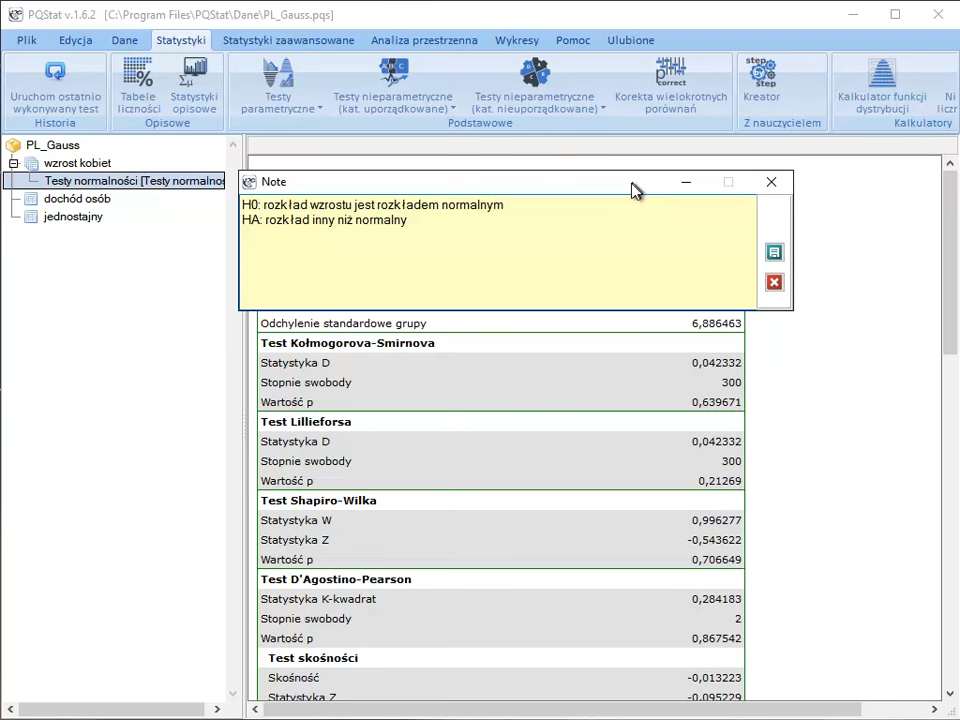 PQStat v.1.6.2 [C:\Program Files\PQStat\Dane\PL_Gauss.pqs]
Plik Edycja Dane Statystyki Statystyki zaawansowane Analiza przestrzenna Wykresy Pomoc Ulubione
Uruchom ostatnio
wykonywany test
Historia
Tabele
liczności
Statystyki
opisowe
Opisowe
Testy
parametryczne
Testy nieparametryczne
(kat. uporządkowane)
Testy nieparametryczne
(kat. nieuporządkowane)
correct
Korekta wielokrotnych
porównań
Podstawowe
step
step
Kreator
Z nauczycielem
Kalkulator funkcji
dystrybucji
Ni
liczr
Kalkulatory
PL_Gauss
wzrost kobiet
Testy normalności [Testy normalnos
dochód osób
jednostajny
Note
H0: rozkład wzrostu jest rozkładem normalnym
HA: rozkład inny niż normalny
Odchylenie standardowe grupy 6,886463
Test Kołmogorova-Smirnova
Statystyka D 0,042332
Stopnie swobody 300
Wartość p 0,639671
Test Lillieforsa
Statystyka D 0,042332
Stopnie swobody 300
Wartość p 0,21269
Test Shapiro-Wilka
Statystyka W 0,996277
Statystyka Z -0,543622
Wartość p 0,706649
Test D'Agostino-Pearson
Statystyka K-kwadrat 0,284183
Stopnie swobody 2
Wartość p 0,867542
Test skośności
Skośność -0,013223
Statystyka Z -0,095229